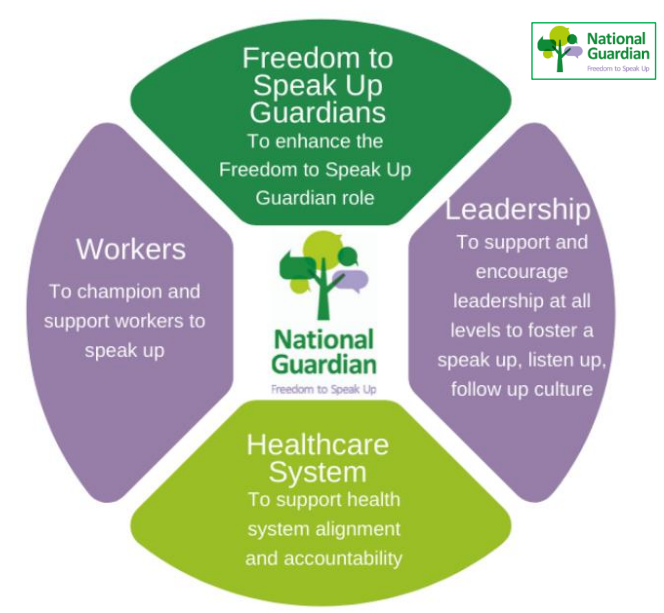 National
Guardian
Freedom to Speak Up
Freedom to
Speak Up
Guardians
To enhance the
Freedom to Speak Up
Guardian role
Workers
To champion and
support workers to
speak up
National
Guardian
Freedom to Speak Up
Leadership
To support and
encourage
leadership at all
levels to foster a
speak up, listen up,
follow up culture
Healthcare
System
To support health
system alignment
and accountability